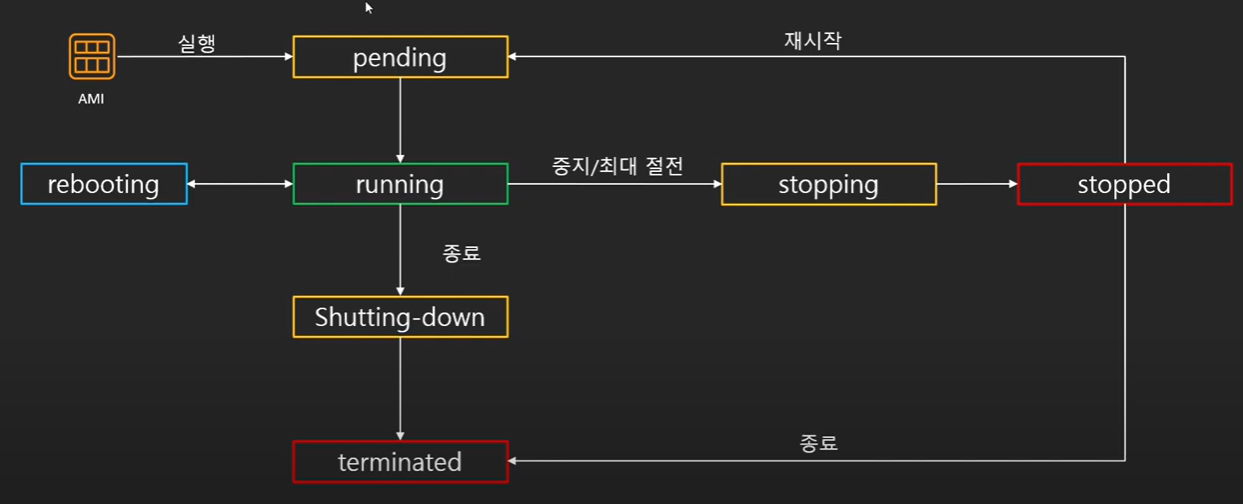 실행
pending
재시작
AMI
rebooting
running
중지/최대 절전
stopping
stopped
종료
Shutting-down
terminated
종료